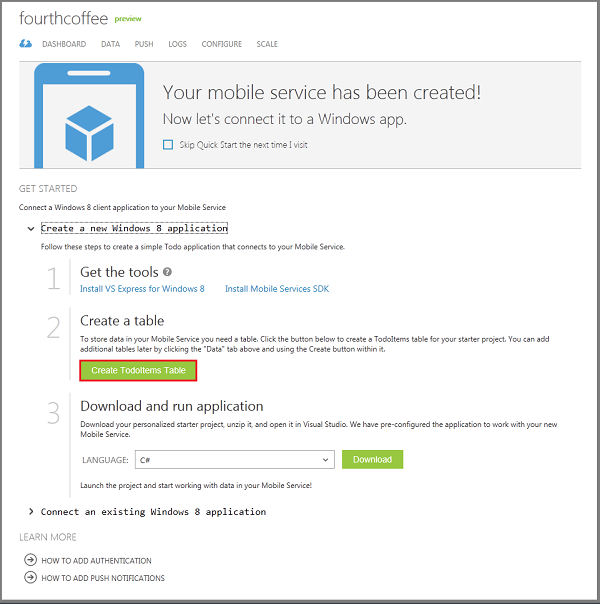 fourthcoffee preview
DASHBOARD DATA PUSH LOGS CONFIGURE SCALE
Your mobile service has been created!
Now let's connect it to a Windows app.
Skip Quick Start the next time I visit
GET STARTED
Connect a Windows 8 client application to your Mobile Service
Create a new Windows 8 application
Follow these steps to create a simple Todo application that connects to your Mobile Service.
1 Get the tools ?
Install VS Express for Windows 8 Install Mobile Services SDK
2 Create a table
To store data in your Mobile Service you need a table. Click the button below to create a TodoItems table for your starter project. You can add
additional tables later by clicking the "Data" tab above and using the Create button within it.
Create TodoItems Table
3 Download and run application
Download your personalized starter project, unzip it, and open it in Visual Studio. We have pre-configured the application to work with your new
Mobile Service.
LANGUAGE: C# Download
Launch the project and start working with data in your Mobile Service!
Connect an existing Windows 8 application
LEARN MORE
HOW TO ADD AUTHENTICATION
HOW TO ADD PUSH NOTIFICATIONS